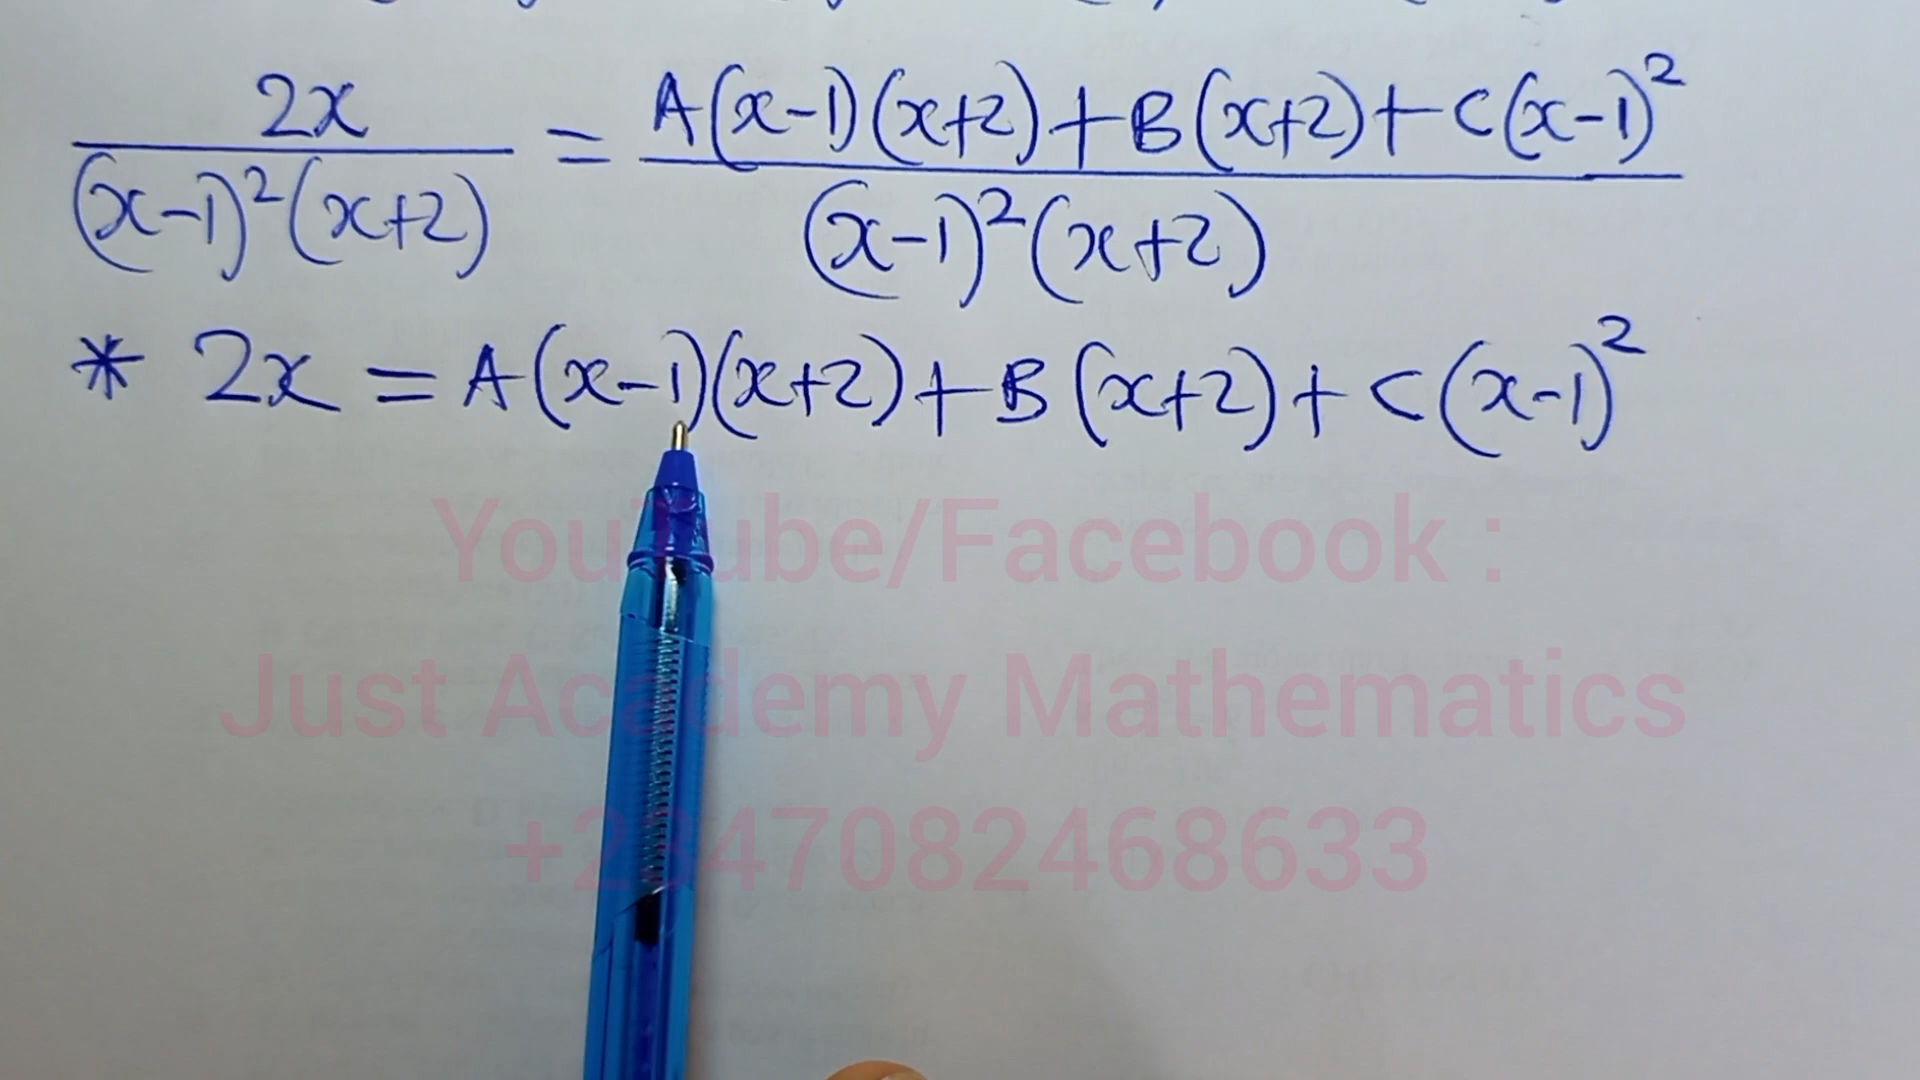 2x / (x-1)²(x+2) = A(x-1)(x+2)+B(x+2)+C(x-1)² / (x-1)²(x+2)
* 2x = A(x-1)(x+2)+B(x+2)+C(x-1)²
YouTube/Facebook :
Just Academy Mathematics
+2347082468633